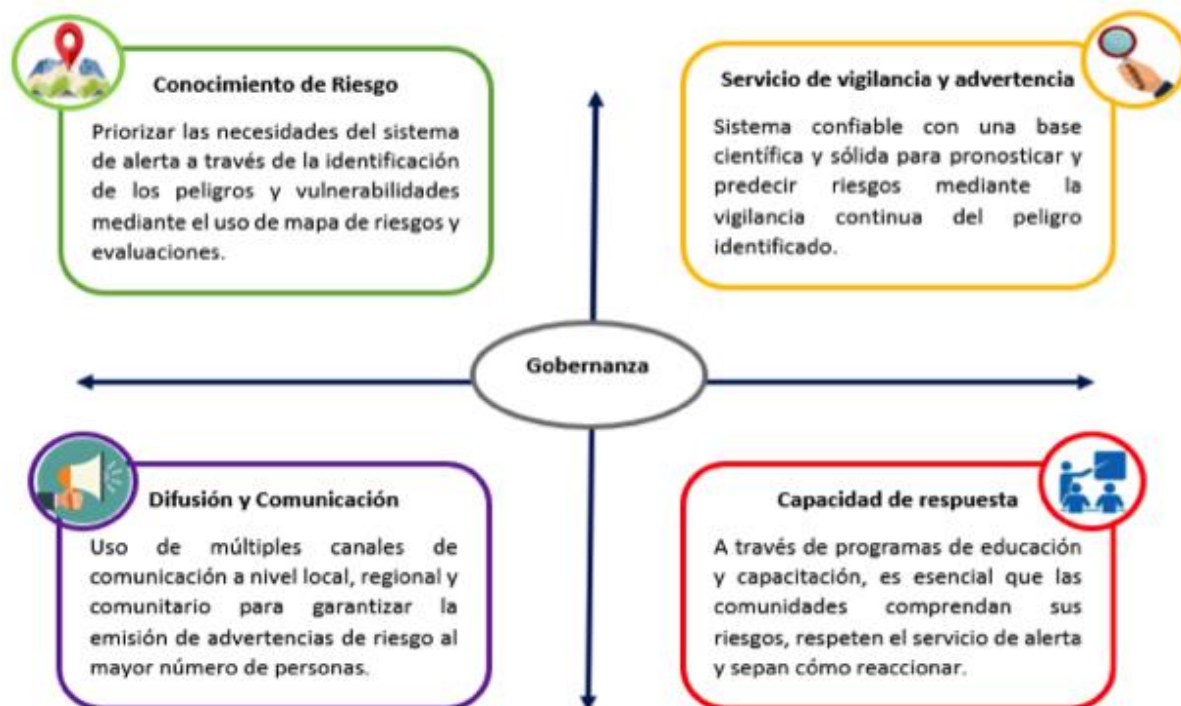 Conocimiento de Riesgo
Priorizar las necesidades del sistema
de alerta a través de la identificación
de los peligros y vulnerabilidades
mediante el uso de mapa de riesgos y
evaluaciones.
Servicio de vigilancia y advertencia
Sistema confiable con una base
científica y sólida para pronosticar y
predecir riesgos mediante la
vigilancia continua del peligro
identificado.
Gobernanza
Difusión y Comunicación
Uso de múltiples canales de
comunicación a nivel local, regional y
comunitario para garantizar la
emisión de advertencias de riesgo al
mayor número de personas.
Capacidad de respuesta
A través de programas de educación
y capacitación, es esencial que las
comunidades comprendan sus
riesgos, respeten el servicio de alerta
y sepan cómo reaccionar.